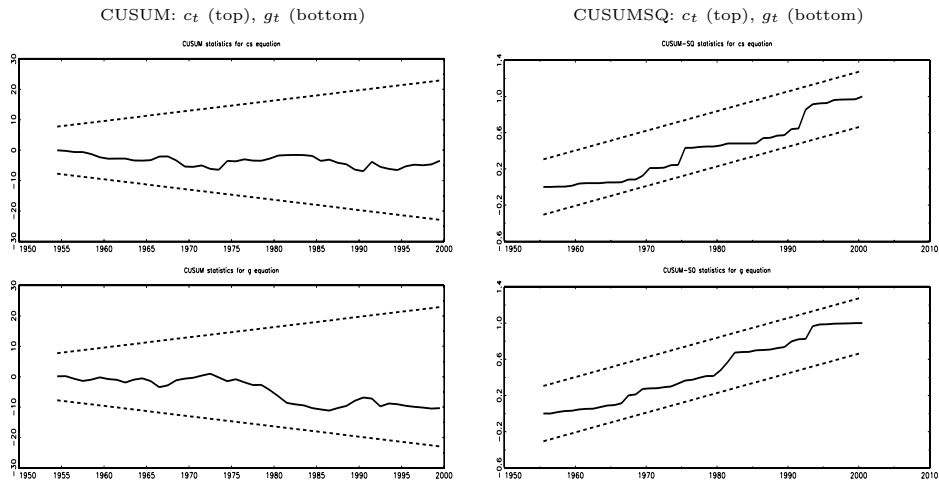 CUSUM: c_t (top), g_t (bottom)
CUSUMSQ: c_t (top), g_t (bottom)
CUSUM statistics for cs equation
30
20
10
0
-10
-20
-30
1950 1955 1960 1965 1970 1975 1980 1985 1990 1995 2000
CUSUM-SQ statistics for cs equation
1.4
1.0
0.6
0.2
-0.2
-0.6
1950 1960 1970 1980 1990 2000 2010
CUSUM statistics for g equation
30
20
10
0
-10
-20
-30
1950 1955 1960 1965 1970 1975 1980 1985 1990 1995 2000
CUSUM-SQ statistics for g equation
1.4
1.0
0.6
0.2
-0.2
-0.6
1950 1960 1970 1980 1990 2000 2010